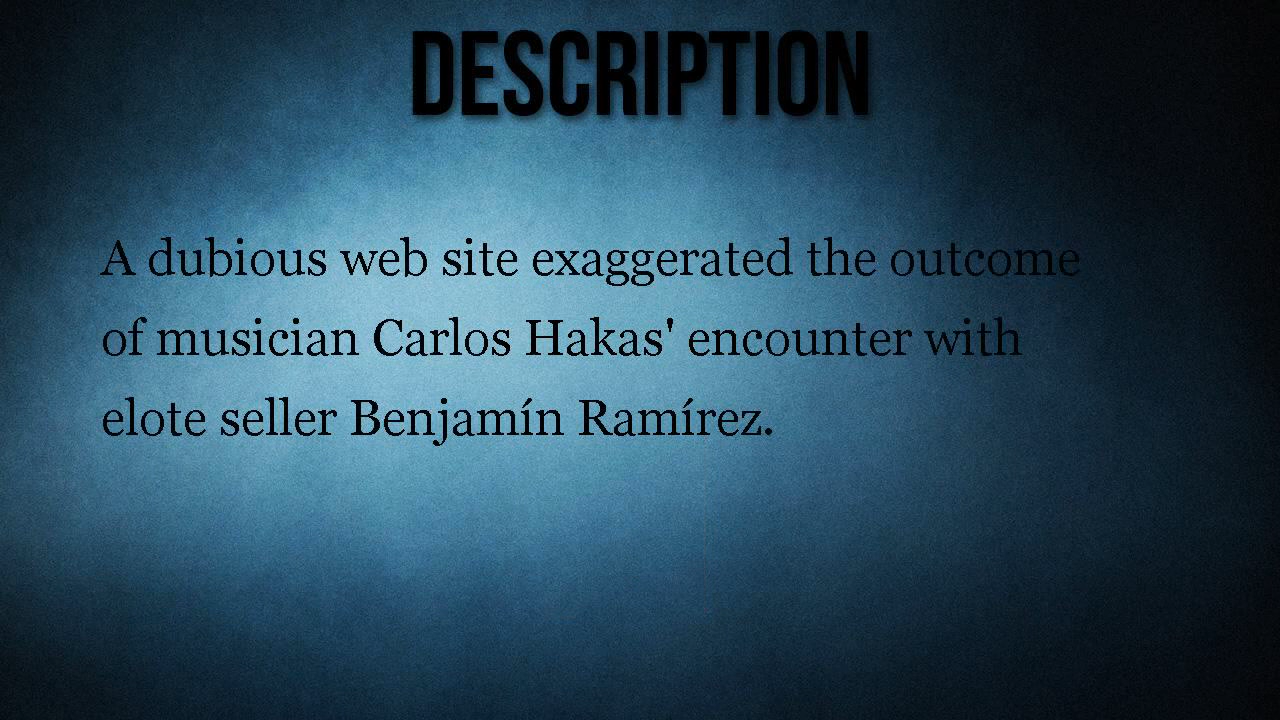 DESCRIPTION
A dubious web site exaggerated the outcome
of musician Carlos Hakas' encounter with
elote seller Benjamín Ramírez.